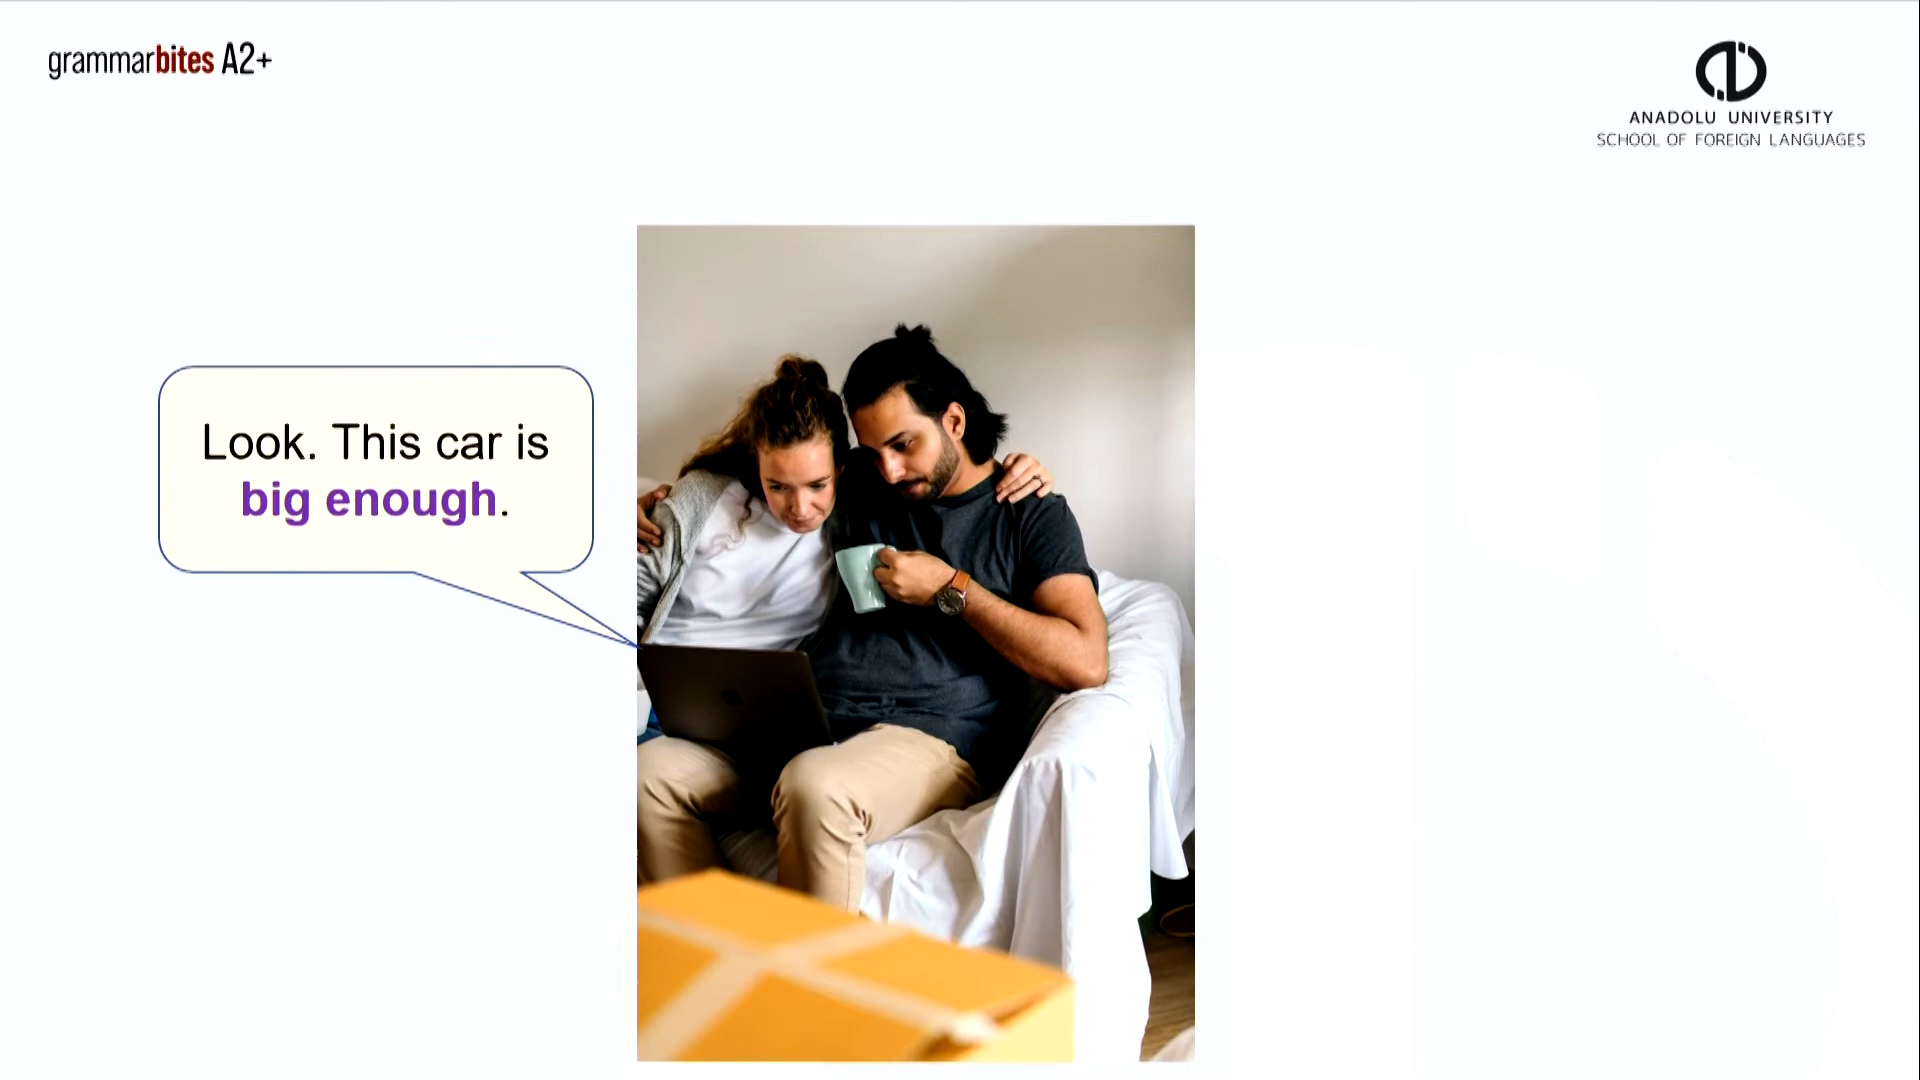 grammarbites A2+
ANADOLU UNIVERSITY
SCHOOL OF FOREIGN LANGUAGES
Look. This car is
big enough.